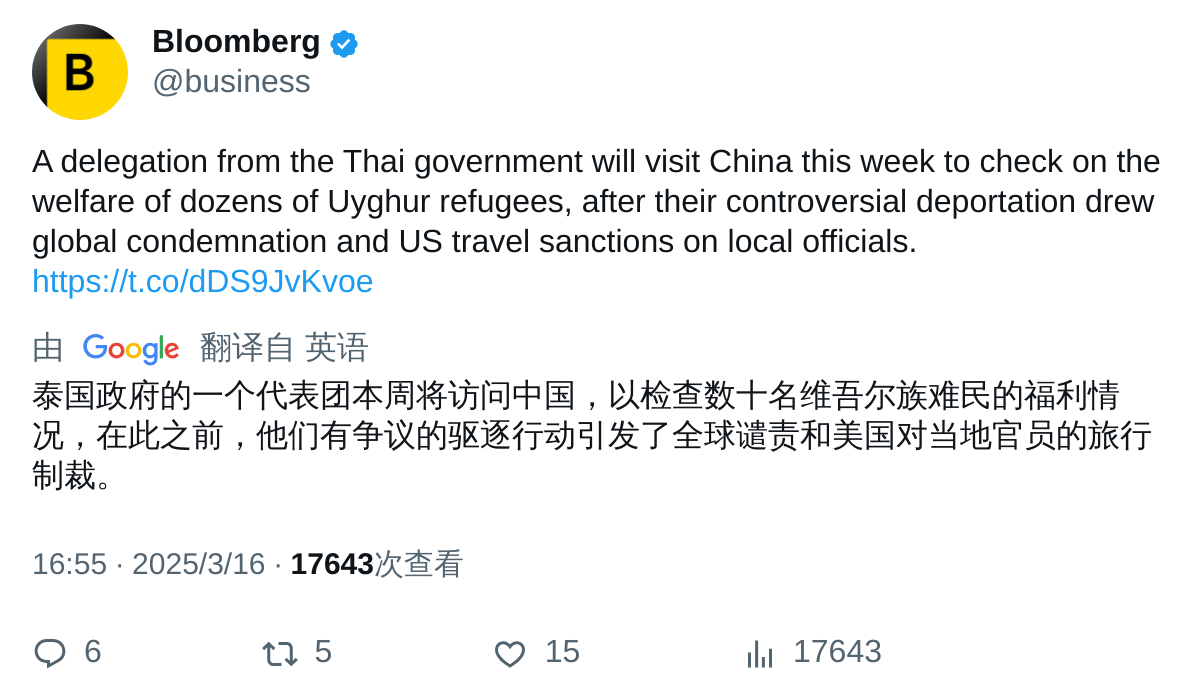 B
Bloomberg
@business
A delegation from the Thai government will visit China this week to check on the
welfare of dozens of Uyghur refugees, after their controversial deportation drew
global condemnation and US travel sanctions on local officials.
https://t.co/dDS9JvKvoe
由 Google 翻译自 英语
泰国政府的一个代表团本周将访问中国，以检查数十名维吾尔族难民的福利情
况，在此之前，他们有争议的驱逐行动引发了全球谴责和美国对当地官员的旅行
制裁。
16:55 · 2025/3/16 · 17643次查看
6 5 15 17643